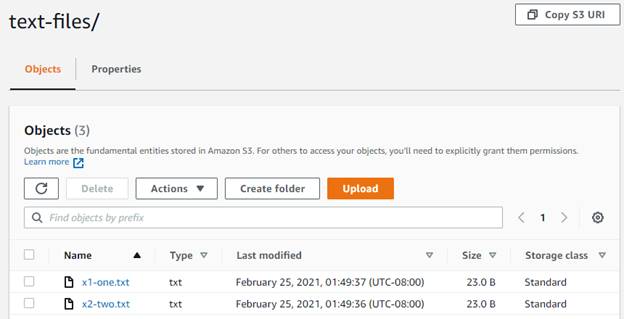 text-files/
Copy S3 URI
Objects
Properties
Objects (3)
Objects are the fundamental entities stored in Amazon S3. For others to access your objects, you'll need to explicitly grant them permissions.
Learn more
Delete Actions Create folder Upload
Find objects by prefix
1
Name Type Last modified Size Storage class
x1-one.txt txt February 25, 2021, 01:49:37 (UTC-08:00) 23.0 B Standard
x2-two.txt txt February 25, 2021, 01:49:36 (UTC-08:00) 23.0 B Standard